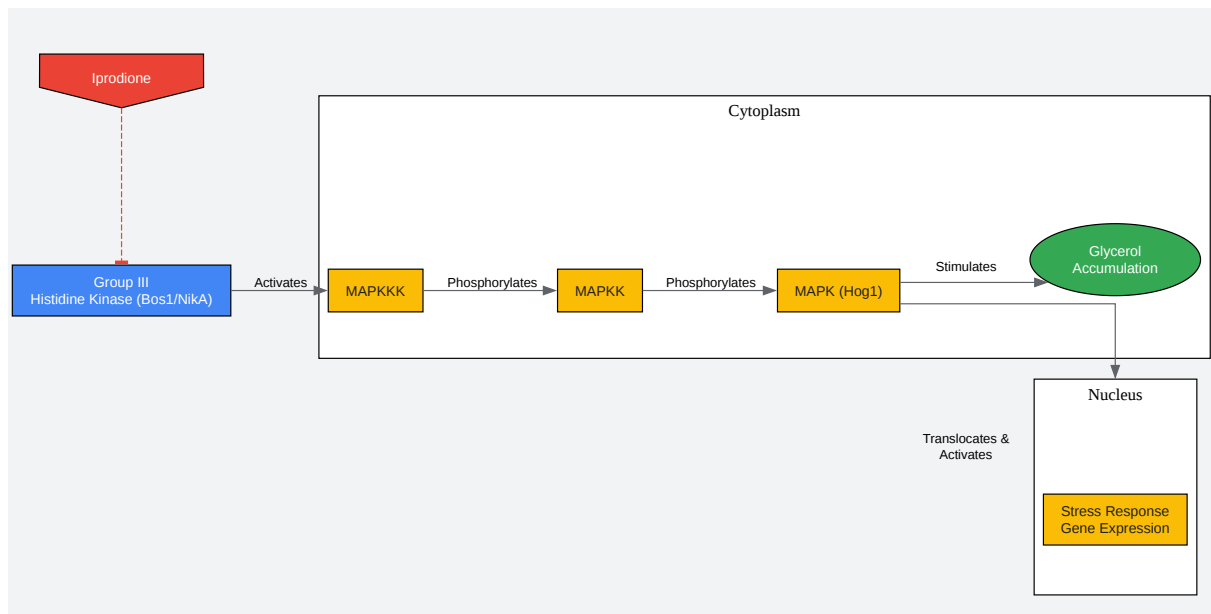 Iprodione
Cytoplasm
Group III
Histidine Kinase (Bos1/NikA)
Activates
MAPKKK
Phosphorylates
MAPKK
Phosphorylates
MAPK (Hog1)
Stimulates
Glycerol
Accumulation
Nucleus
Translocates &
Activates
Stress Response
Gene Expression